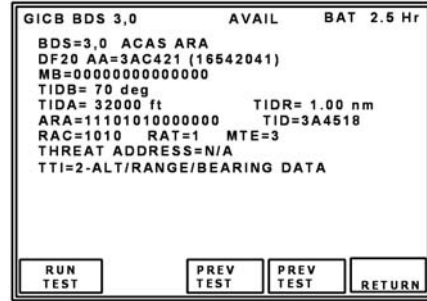 GICB BDS 3,0 AVAIL BAT 2.5 Hr
BDS=3,0 ACAS ARA
DF20 AA=3AC421 (16542041)
MB=00000000000000
TIDB= 70 deg
TIDA= 32000 ft TIDR= 1.00 nm
ARA=11101010000000 TID=3A4518
RAC=1010 RAT=1 MTE=3
THREAT ADDRESS=N/A
TTI=2-ALT/RANGE/BEARING DATA
RUN TEST
PREV TEST
PREV TEST
RETURN